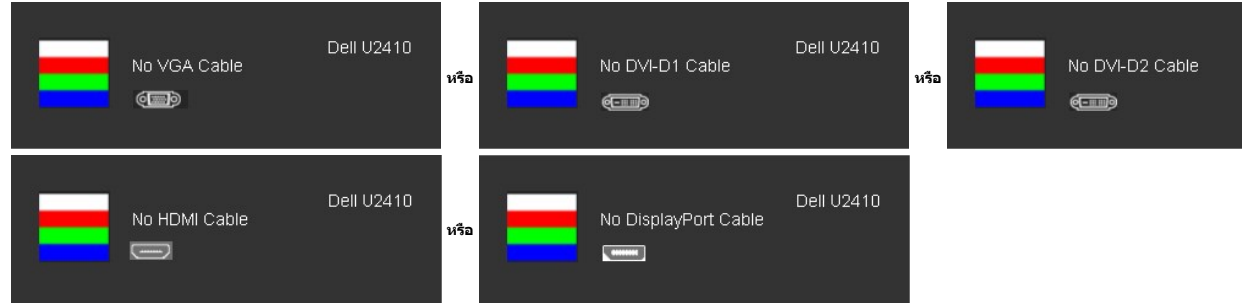 Dell U2410
No VGA Cable
หรือ
Dell U2410
No DVI-D1 Cable
หรือ
No DVI-D2 Cable
Dell U2410
No HDMI Cable
หรือ
Dell U2410
No DisplayPort Cable